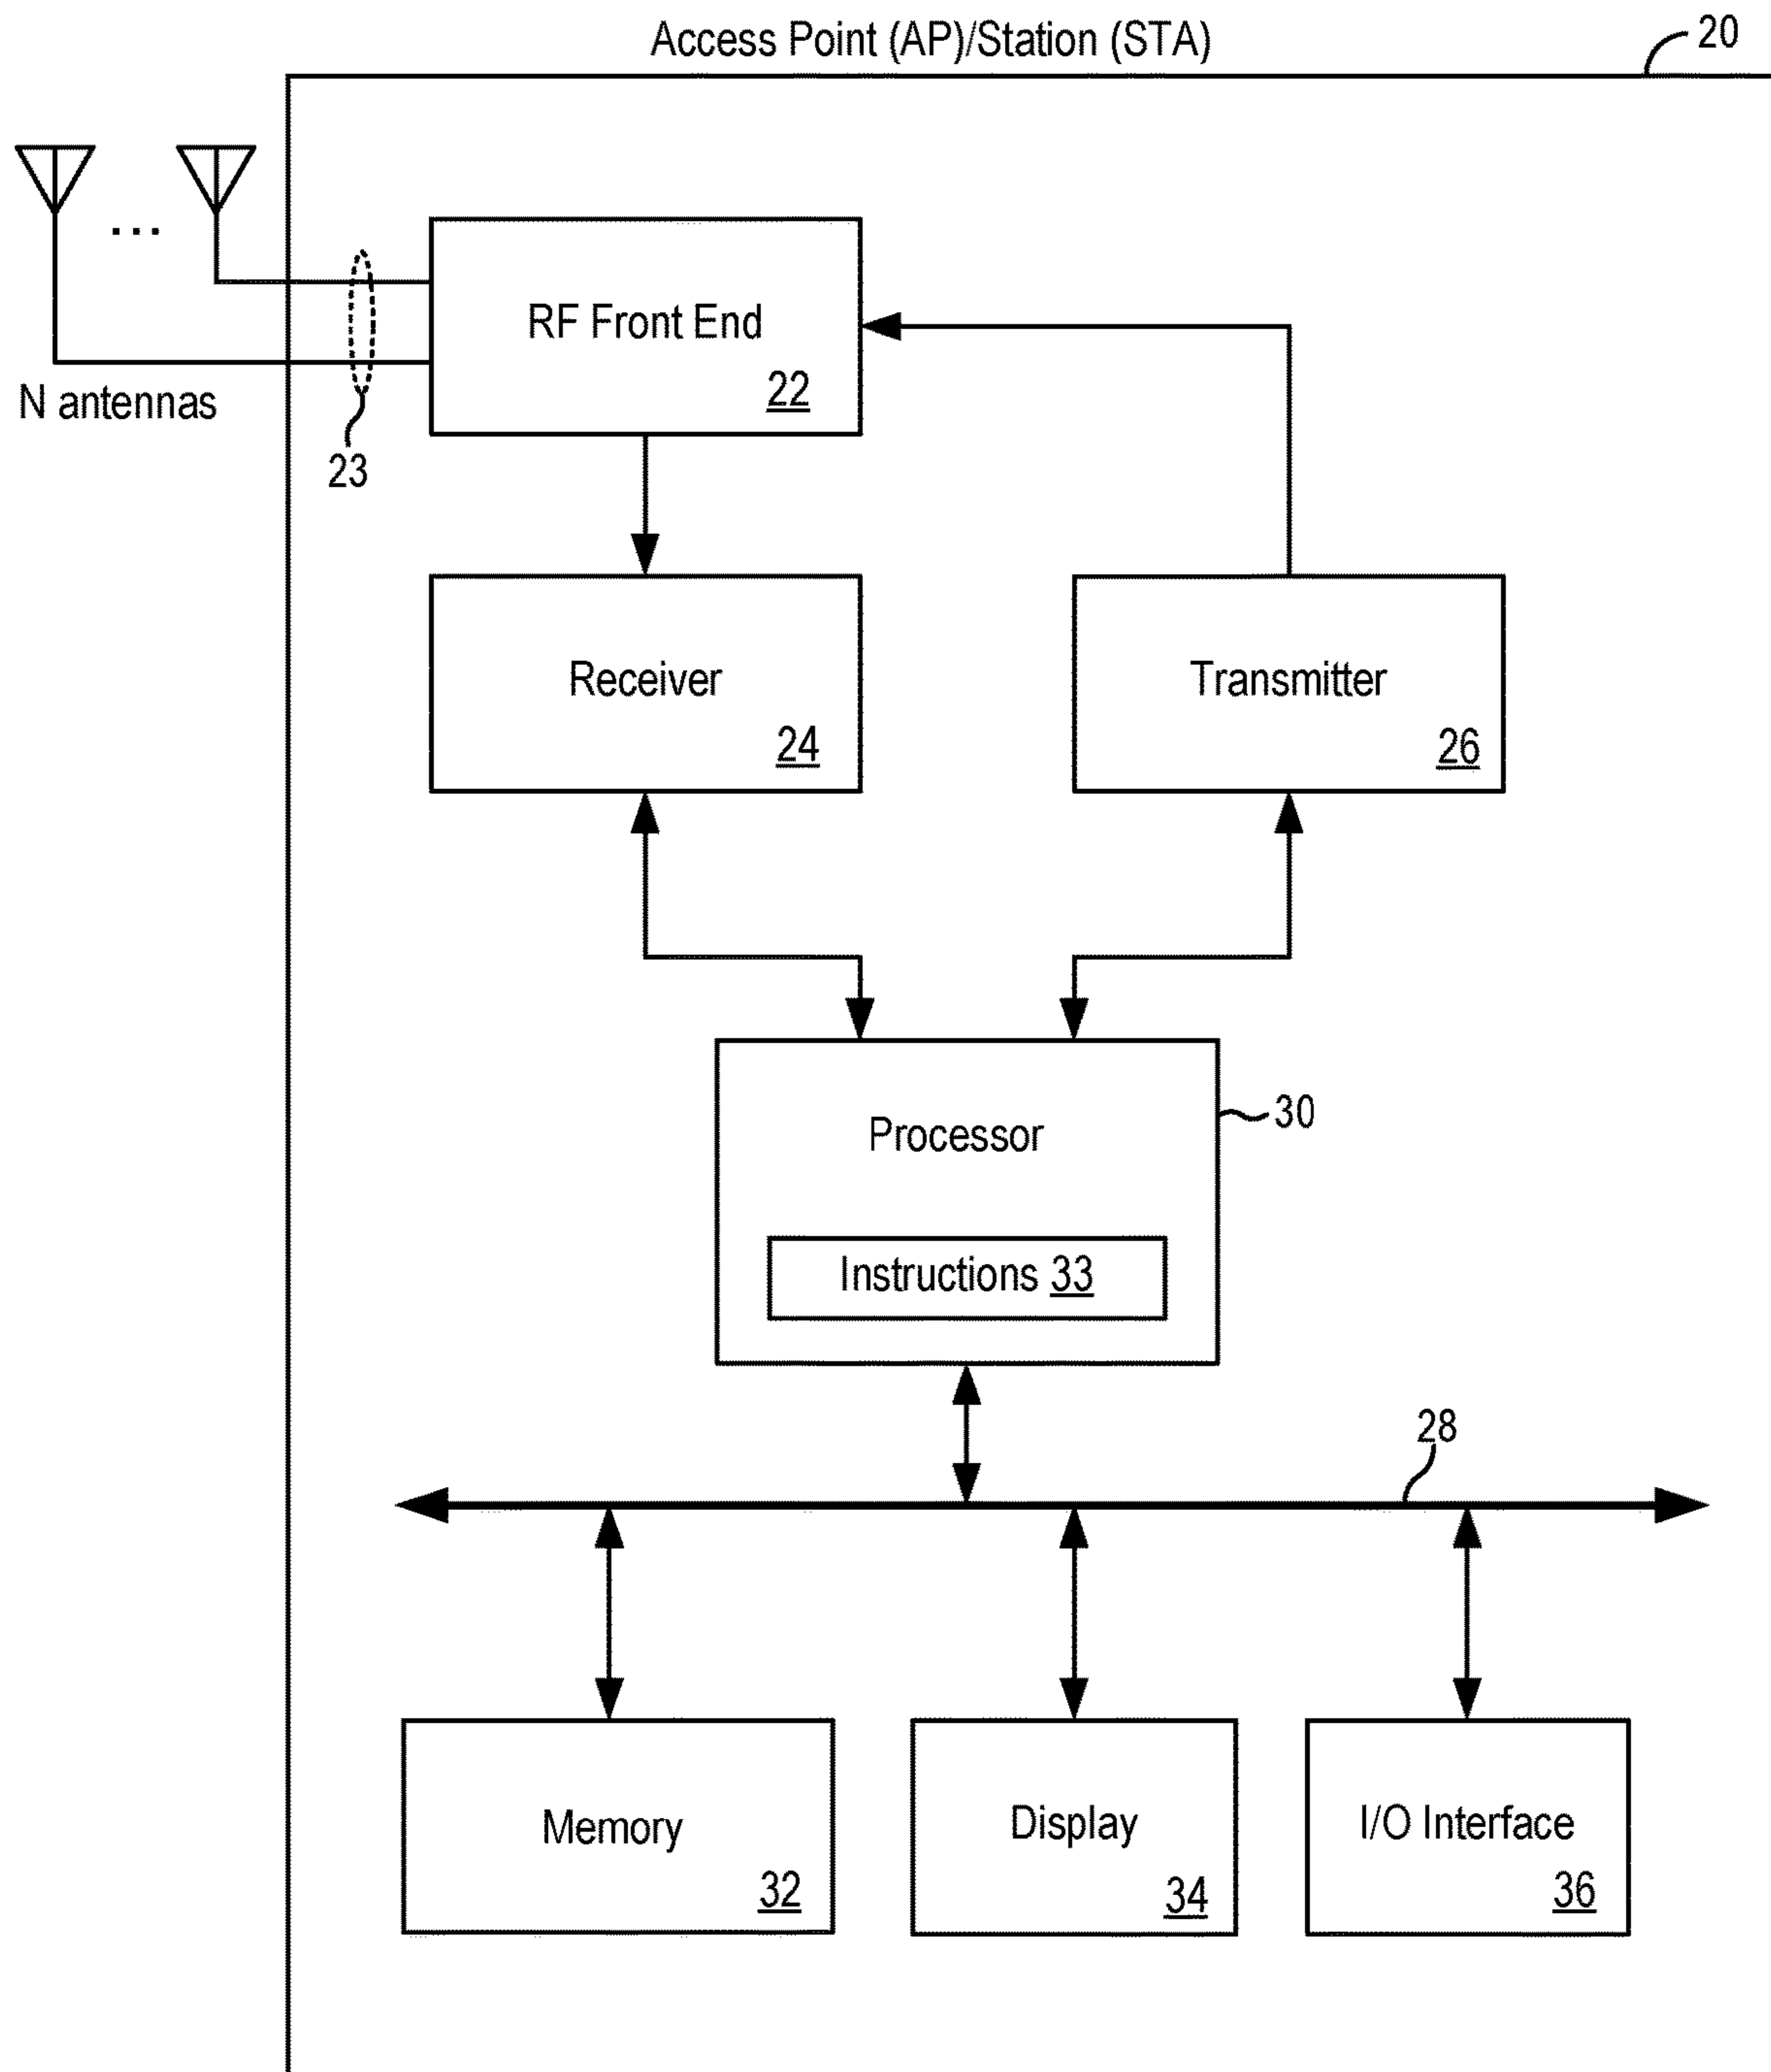 Access Point (AP)/Station (STA)
20
...
RF Front End
22
N antennas
23
Receiver
24
Transmitter
26
Processor
30
Instructions 33
28
Memory
32
Display
34
I/O Interface
36